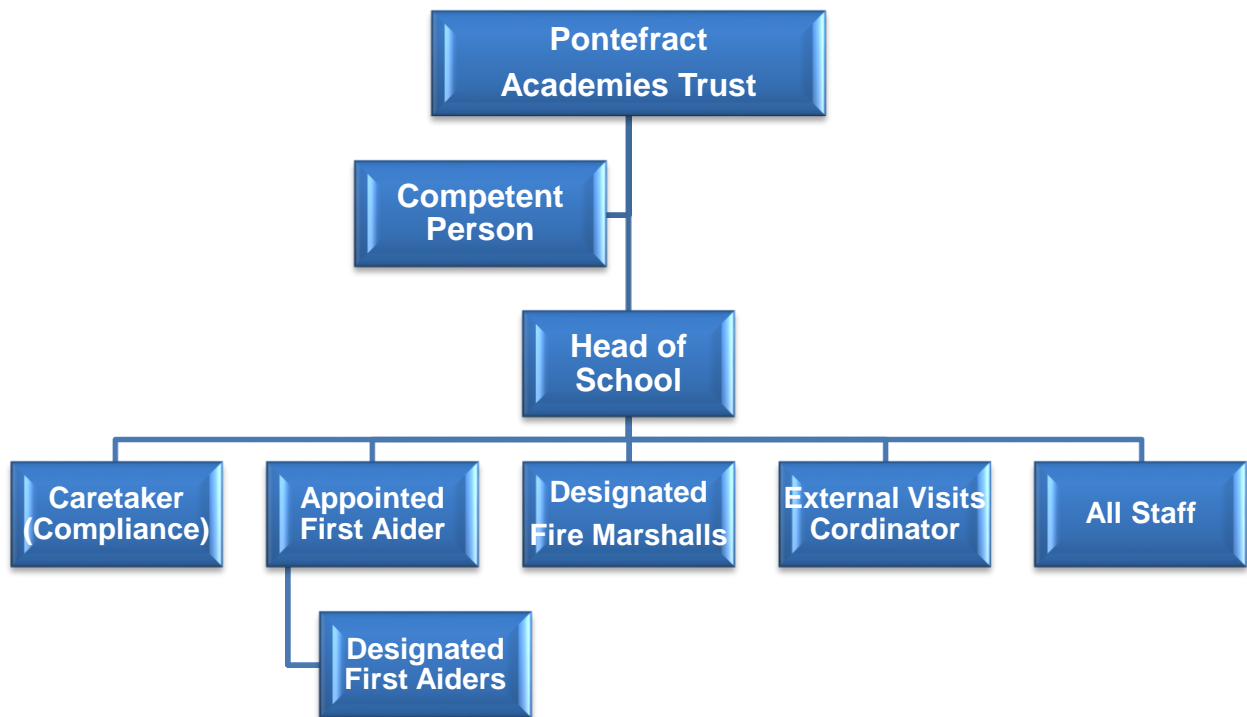 Pontefract
Academies Trust
Competent
Person
Head of
School
Caretaker
(Compliance)
Appointed
First Aider
Designated
Fire Marshalls
External Visits
Cordinator
All Staff
Designated
First Aiders